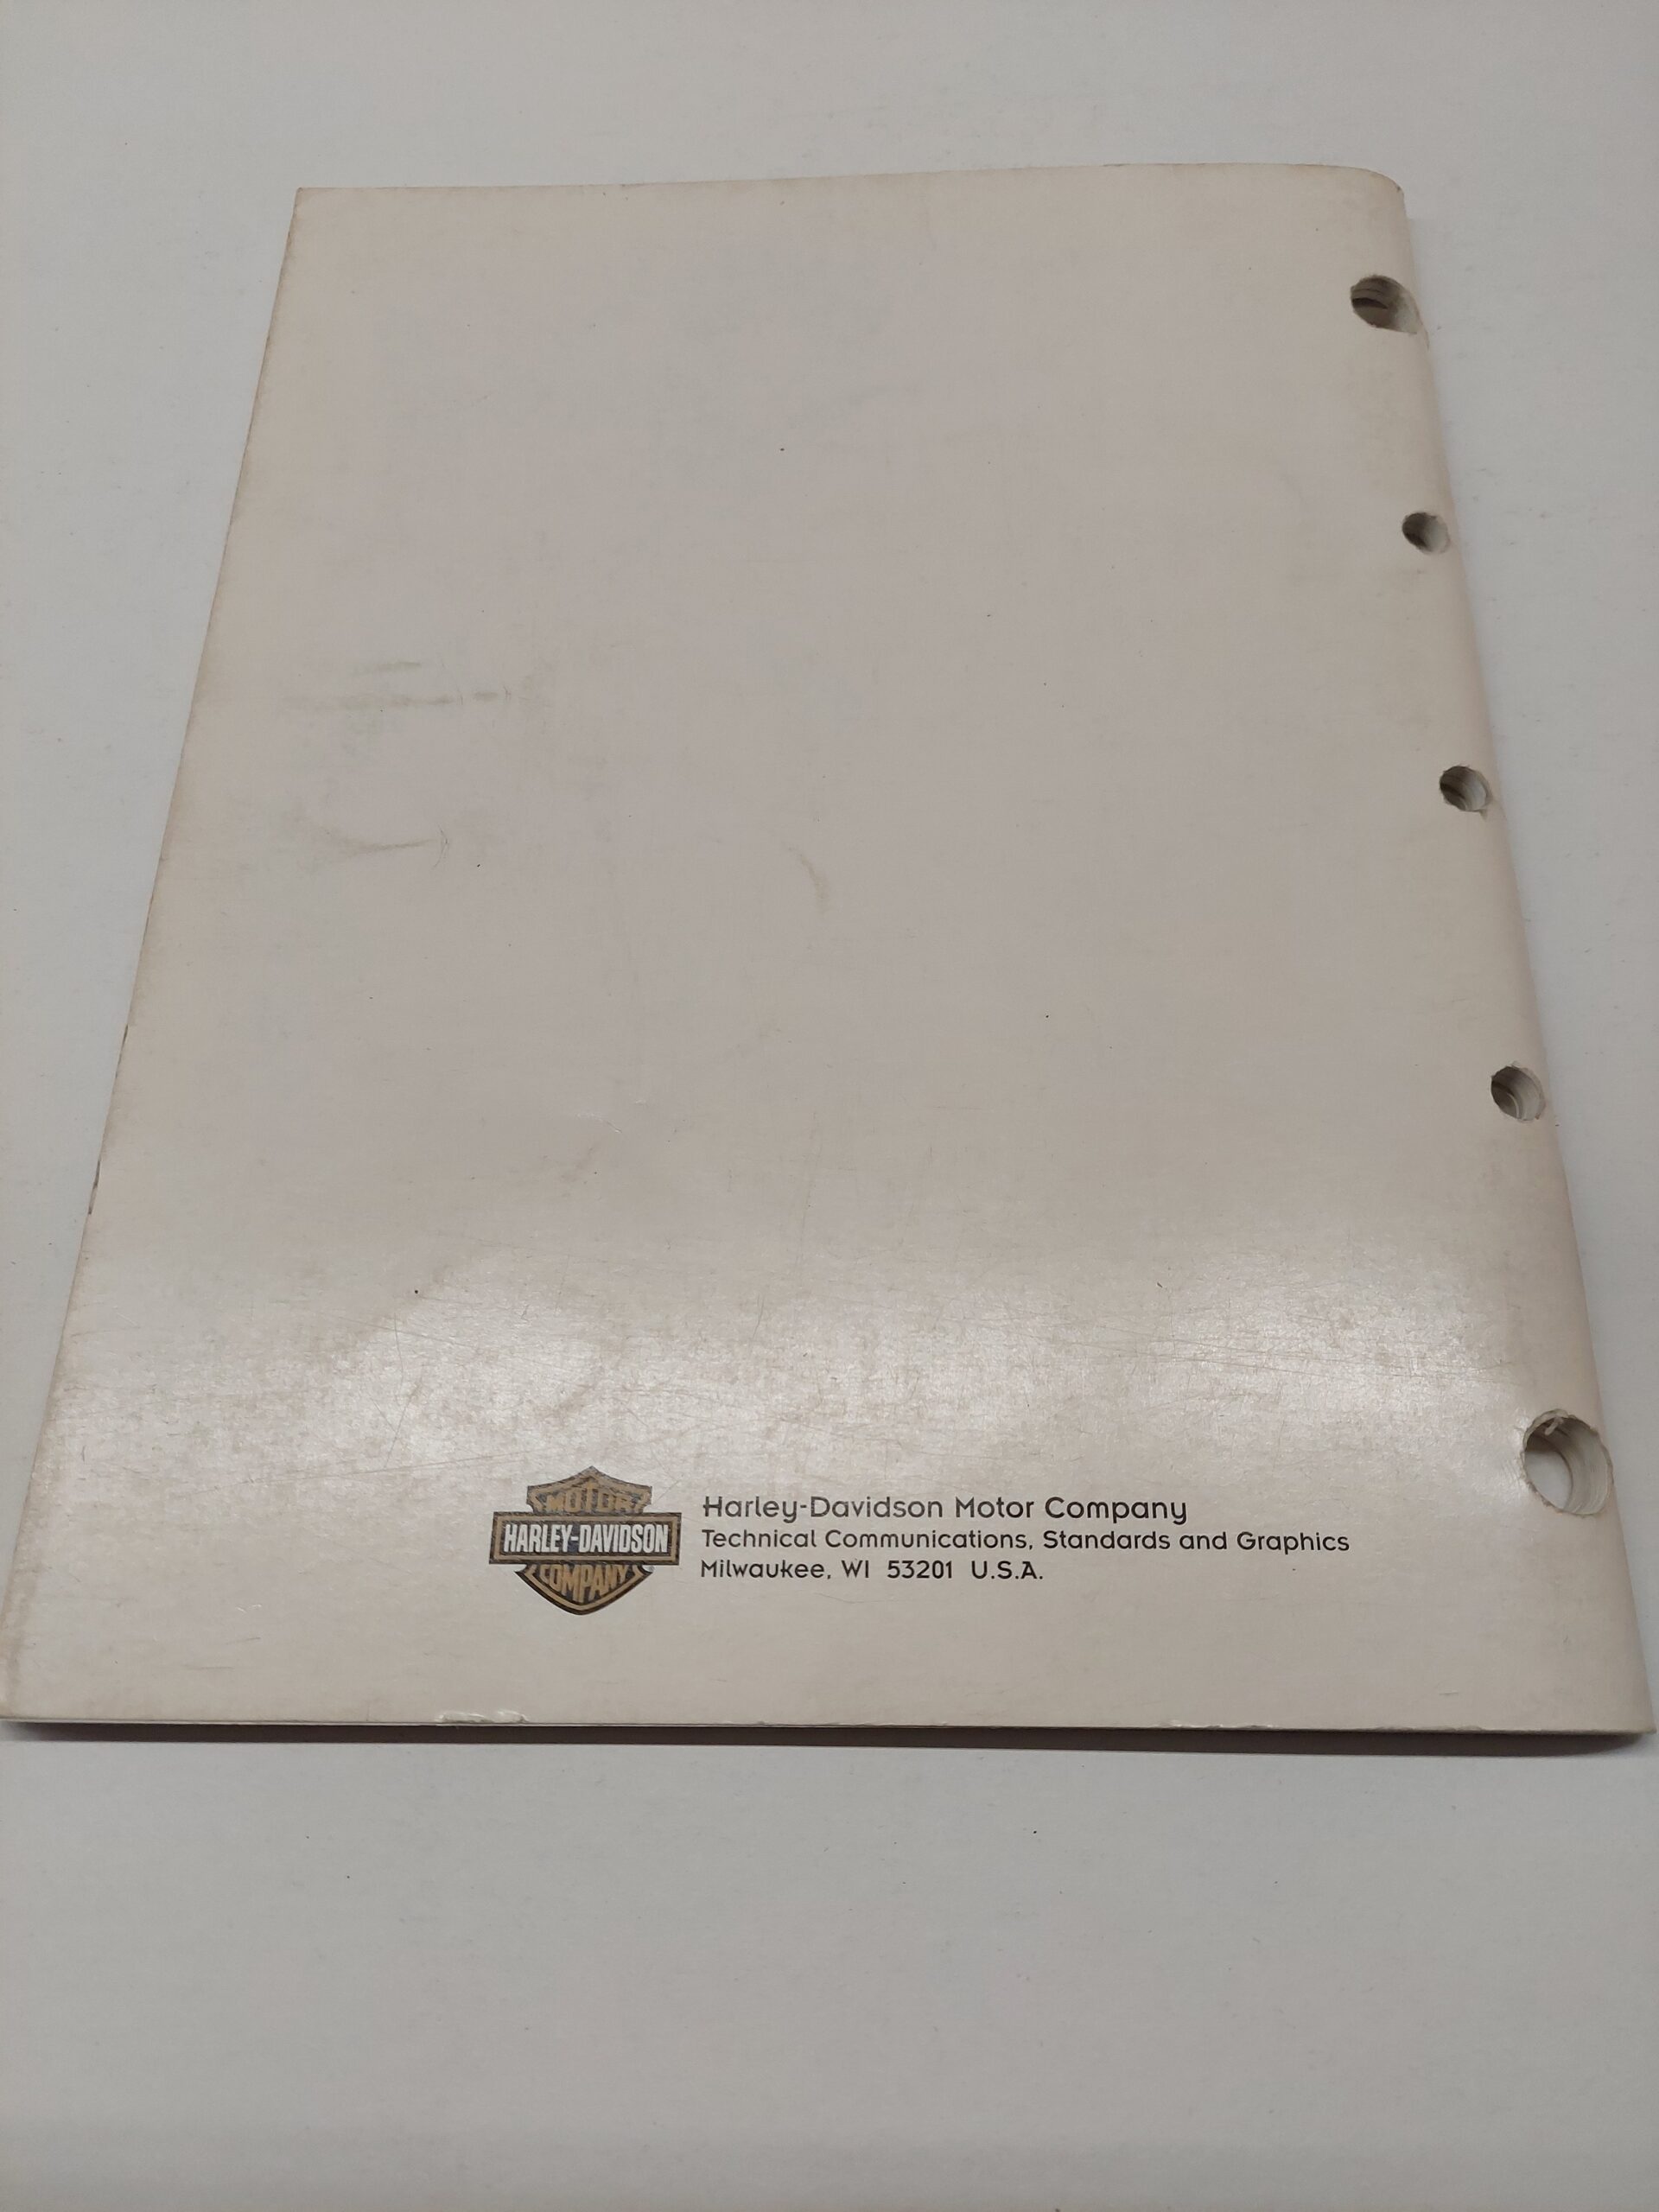 MOTOR
HARLEY-DAVIDSON
COMPANY
Harley-Davidson Motor Company
Technical Communications, Standards and Graphics
Milwaukee, WI 53201 U.S.A.